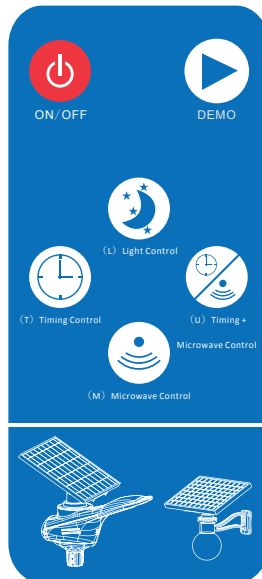 ON/OFF
DEMO
（L）Light Control
（T）Timing Control
（U）Timing +
Microwave Control
（M）Microwave Control